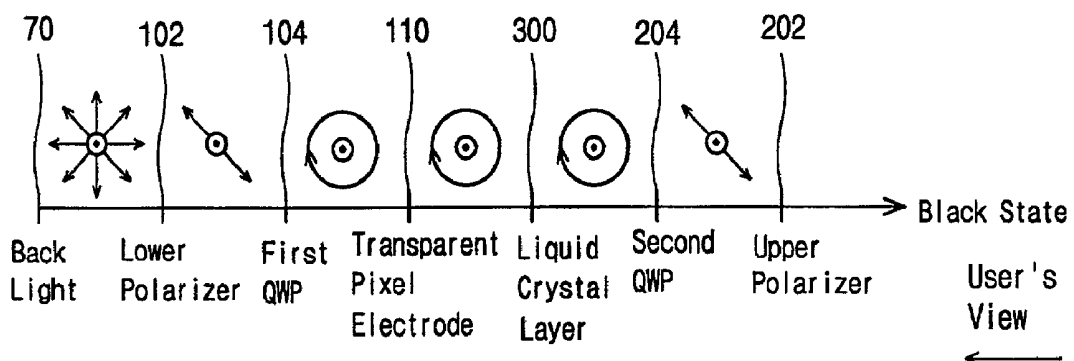 70 102 104 110 300 204 202
Black State
Back
Light
Lower
Polarizer
First
QWP
Transparent
Pixel
Electrode
Liquid
Crystal
Layer
Second
QWP
Upper
Polarizer
User's
View